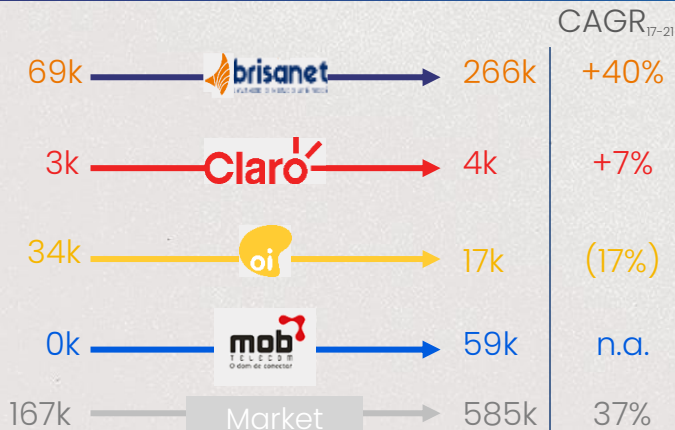 CAGR17-21
69k brisanet 266k +40%
3k Claro 4k +7%
34k oi 17k (17%)
0k mob 59k n.a.
TELECOM
O dom de conectar
167k Market 585k 37%